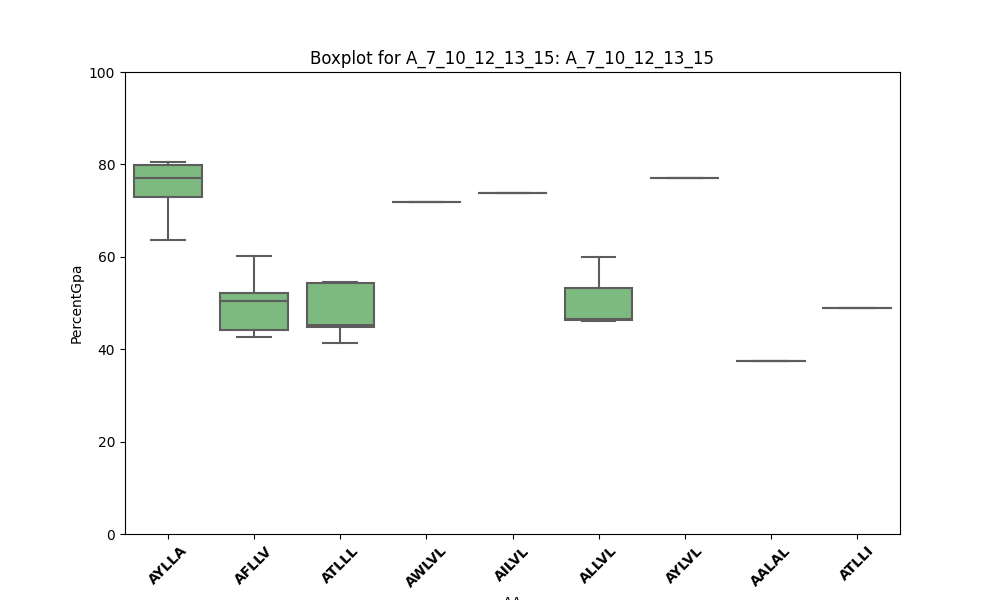 Boxplot for A_7_10_12_13_15: A_7_10_12_13_15
100
80
60
40
20
0
PercentGpa
AYLLA
AFLLV
ATLLL
AWLVL
AILVL
ALLVL
AYLVL
AALAL
ATLLI